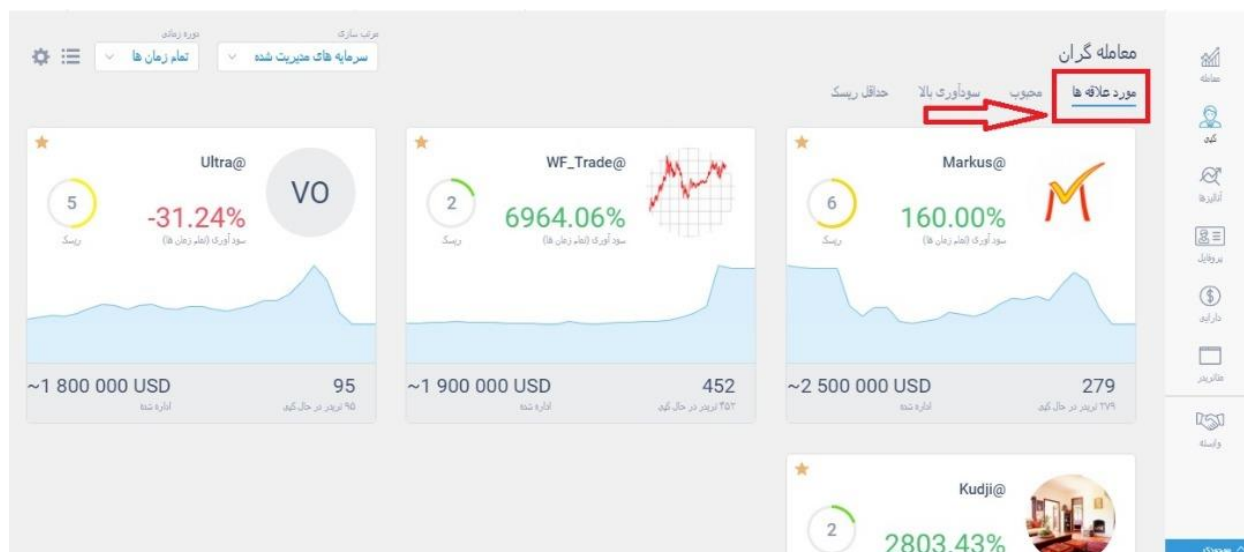 معامله گران
مرتب سازی
سرمایه های مدیریت شده
دوره زمانی
تمام زمان ها
مورد علاقه ها
محبوب
سودآوری بالا
حداقل ریسک
Markus@
160.00%
سود آوری (تمام زمان ها)
6
ریسک
279
۲۷۹ تریدر در حال کپی
~2 500 000 USD
اداره شده
WF_Trade@
6964.06%
سود آوری (تمام زمان ها)
2
ریسک
452
۴۵۲ تریدر در حال کپی
~1 900 000 USD
اداره شده
VO
Ultra@
-31.24%
سود آوری (تمام زمان ها)
5
ریسک
95
۹۵ تریدر در حال کپی
~1 800 000 USD
اداره شده
Kudji@
2803.43%
2
معامله
کپی
آنالیزها
پروفایل
دارایی
متاتریدر
واسته